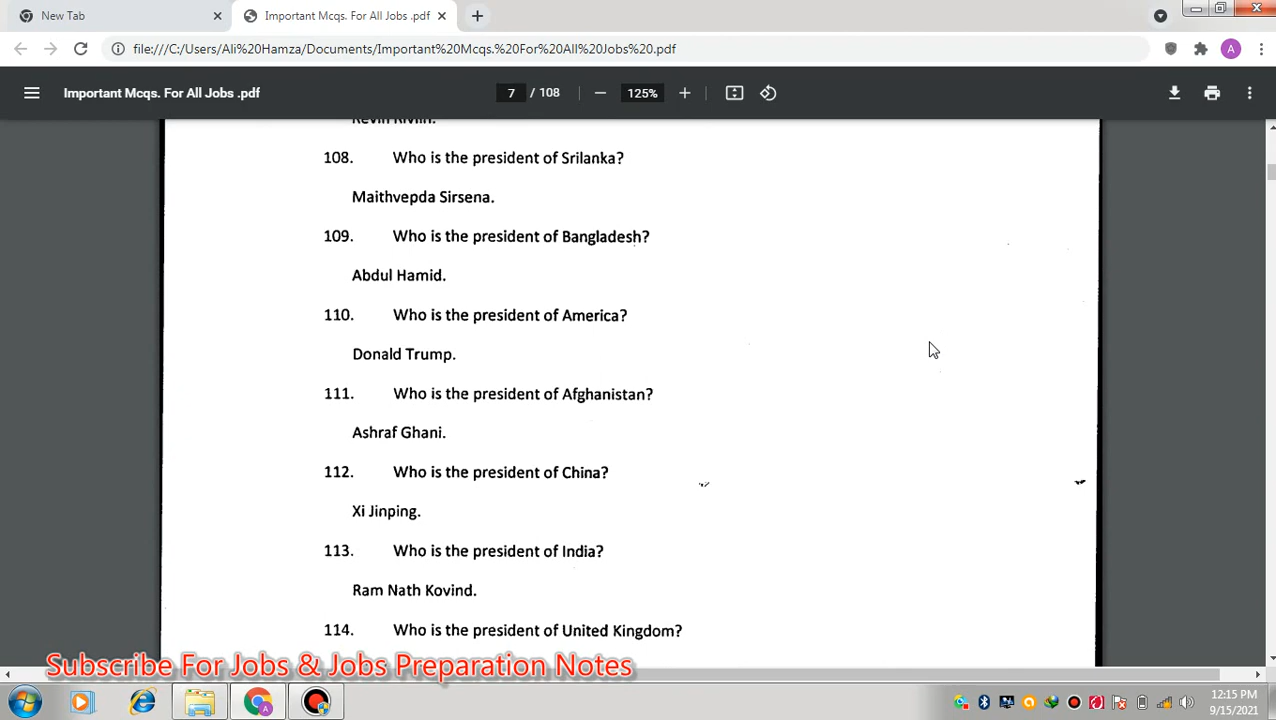 New Tab
Important Mcqs. For All Jobs .pdf
file:///C:/Users/Ali%20Hamza/Documents/Important%20Mcqs.%20For%20All%20Jobs%20.pdf
A
Important Mcqs. For All Jobs .pdf
7 / 108
125%
108. Who is the president of Srilanka?
Maithvepda Sirsena.
109. Who is the president of Bangladesh?
Abdul Hamid.
110. Who is the president of America?
Donald Trump.
111. Who is the president of Afghanistan?
Ashraf Ghani.
112. Who is the president of China?
Xi Jinping.
113. Who is the president of India?
Ram Nath Kovind.
114. Who is the president of United Kingdom?
Subscribe For Jobs & Jobs Preparation Notes
12:15 PM
9/15/2021